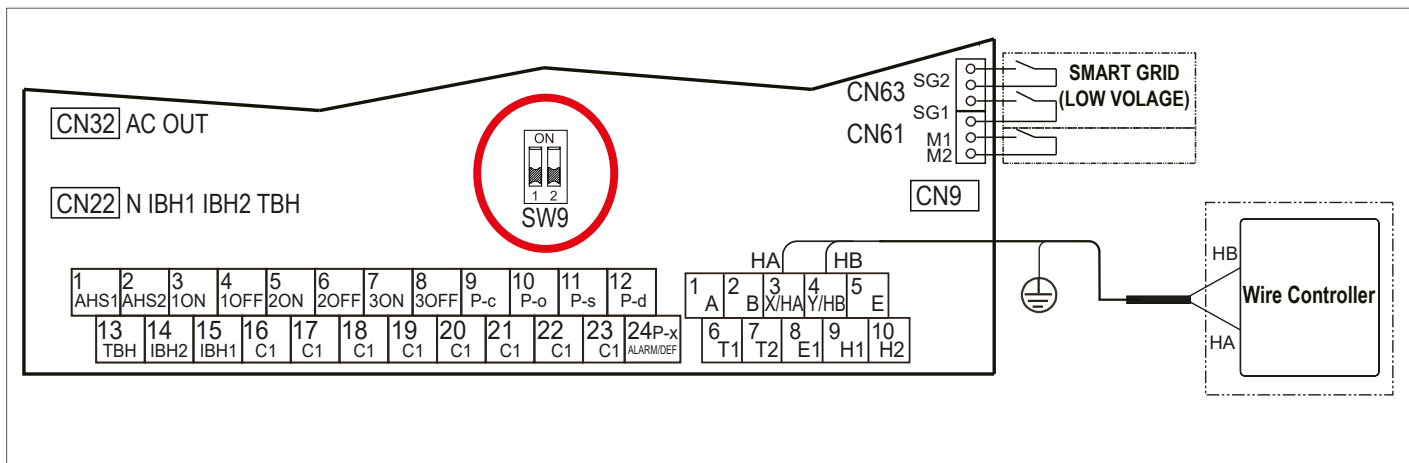 CN32 AC OUT
CN22 N IBH1 IBH2 TBH
ON
1 2
SW9
CN63 SG2
SG1
CN61 M1
M2
SMART GRID
(LOW VOLAGE)
CN9
HA HB
1 AHS1 2 AHS2 3 1ON 4 1OFF 5 2ON 6 2OFF 7 3ON 8 3OFF 9 P-c 10 P-o 11 P-s 12 P-d
13 TBH 14 IBH2 15 IBH1 16 C1 17 C1 18 C1 19 C1 20 C1 21 C1 22 C1 23 C1 24 P-x ALARM/DEF
1 A 2 B 3 X/HA 4 Y/HB 5 E
6 T1 7 T2 8 E1 9 H1 10 H2
HB
Wire Controller
HA